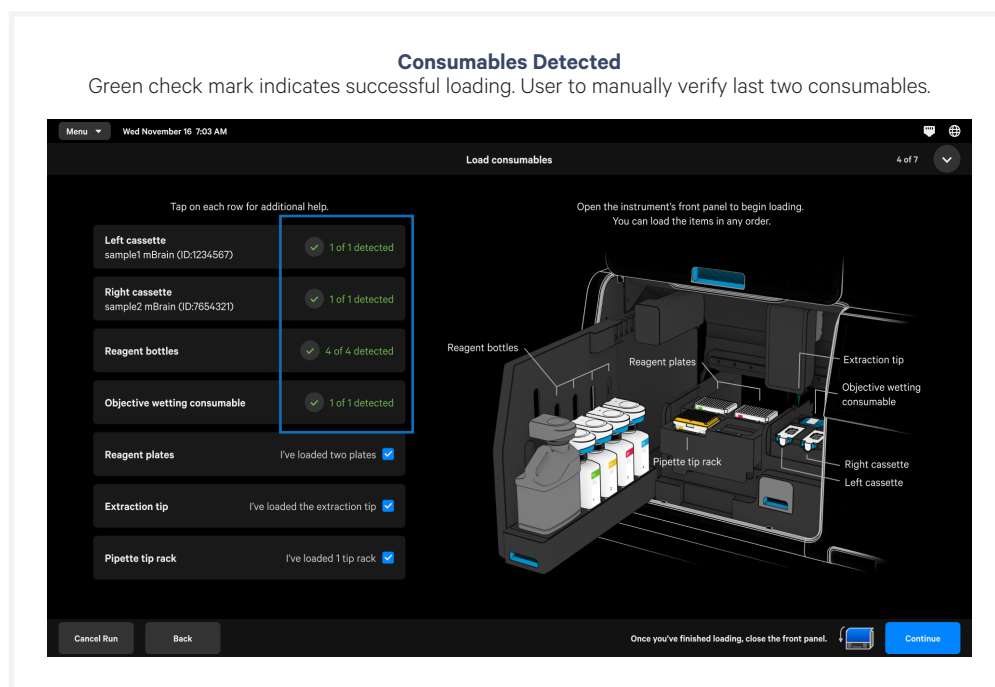 Consumables Detected
Green check mark indicates successful loading. User to manually verify last two consumables.
Menu Wed November 16 7:03 AM
Load consumables
4 of 7
Tap on each row for additional help.
Left cassette
sample1 mBrain (ID:1234567)
1 of 1 detected
Right cassette
sample2 mBrain (ID:7654321)
1 of 1 detected
Reagent bottles
4 of 4 detected
Objective wetting consumable
1 of 1 detected
Reagent plates
I've loaded two plates
Extraction tip
I've loaded the extraction tip
Pipette tip rack
I've loaded 1 tip rack
Open the instrument's front panel to begin loading.
You can load the items in any order.
Reagent bottles
Reagent plates
Extraction tip
Objective wetting
consumable
Pipette tip rack
Right cassette
Left cassette
Cancel Run
Back
Once you've finished loading, close the front panel.
Continue